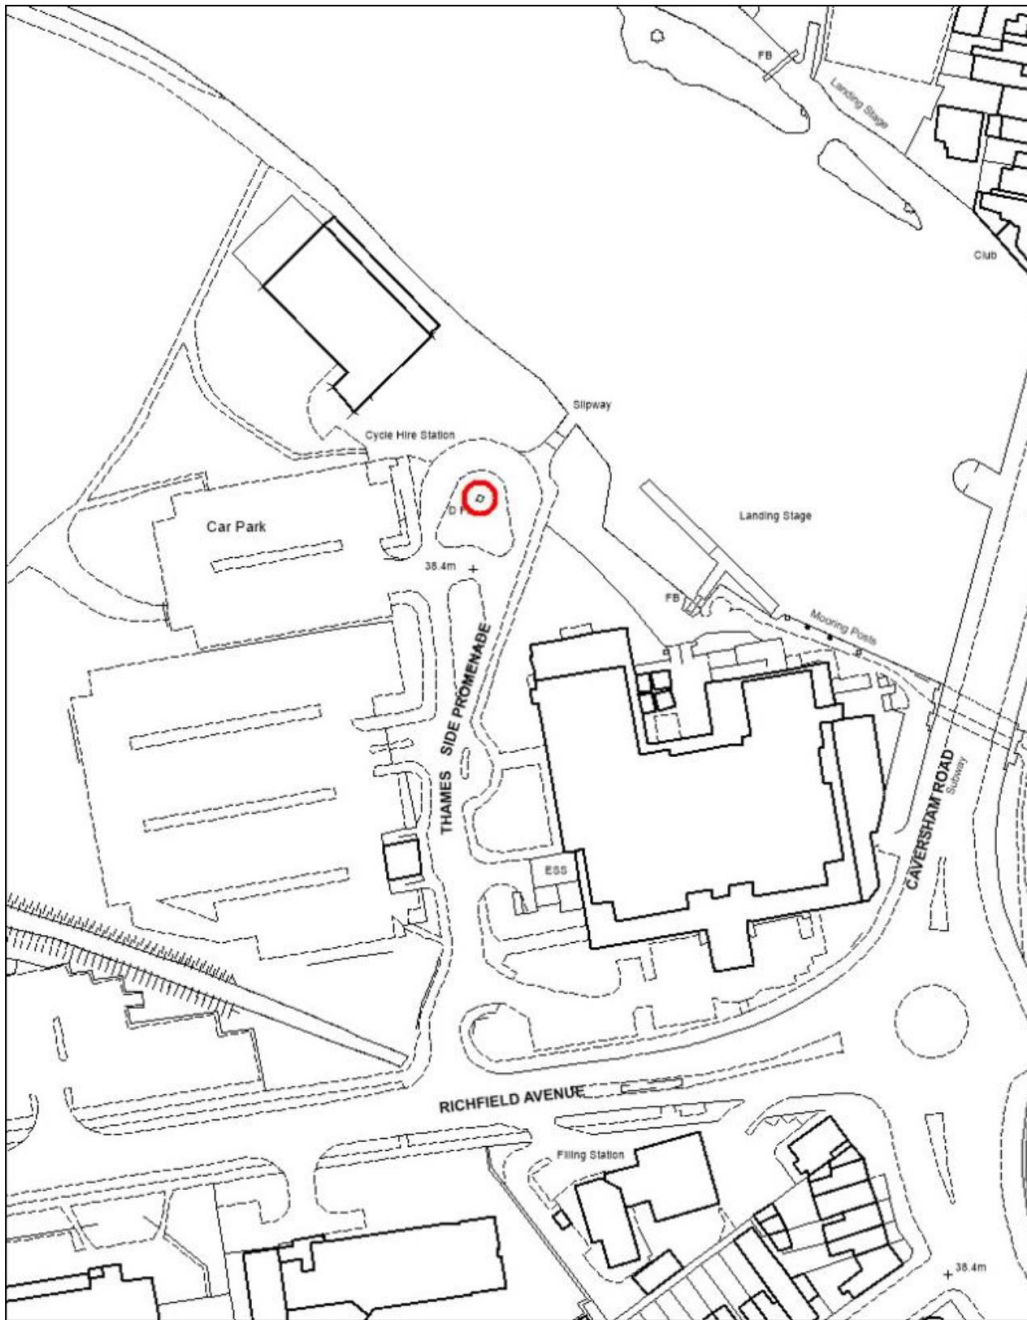 FB
Landing Stage
Club
Slipway
Cycle Hire Station
Car Park
D F
Landing Stage
38.4m
FB
Mooring Posts
THAMES SIDE PROMENADE
CAVERSHAM ROAD
Subway
ESS
RICHFIELD AVENUE
Filling Station
38.4m